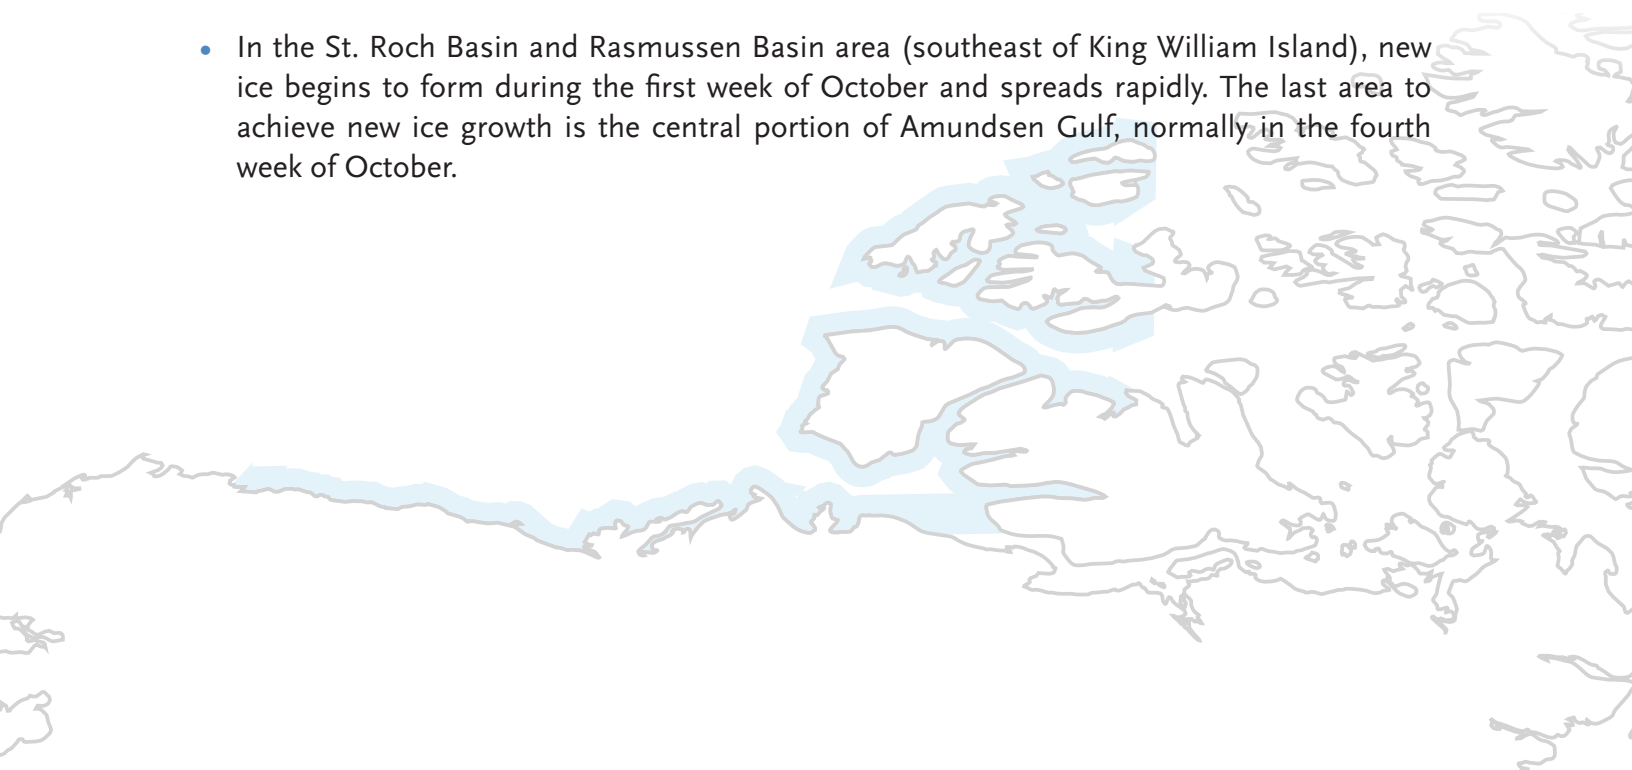 • In the St. Roch Basin and Rasmussen Basin area (southeast of King William Island), new
ice begins to form during the first week of October and spreads rapidly. The last area to
achieve new ice growth is the central portion of Amundsen Gulf, normally in the fourth
week of October.